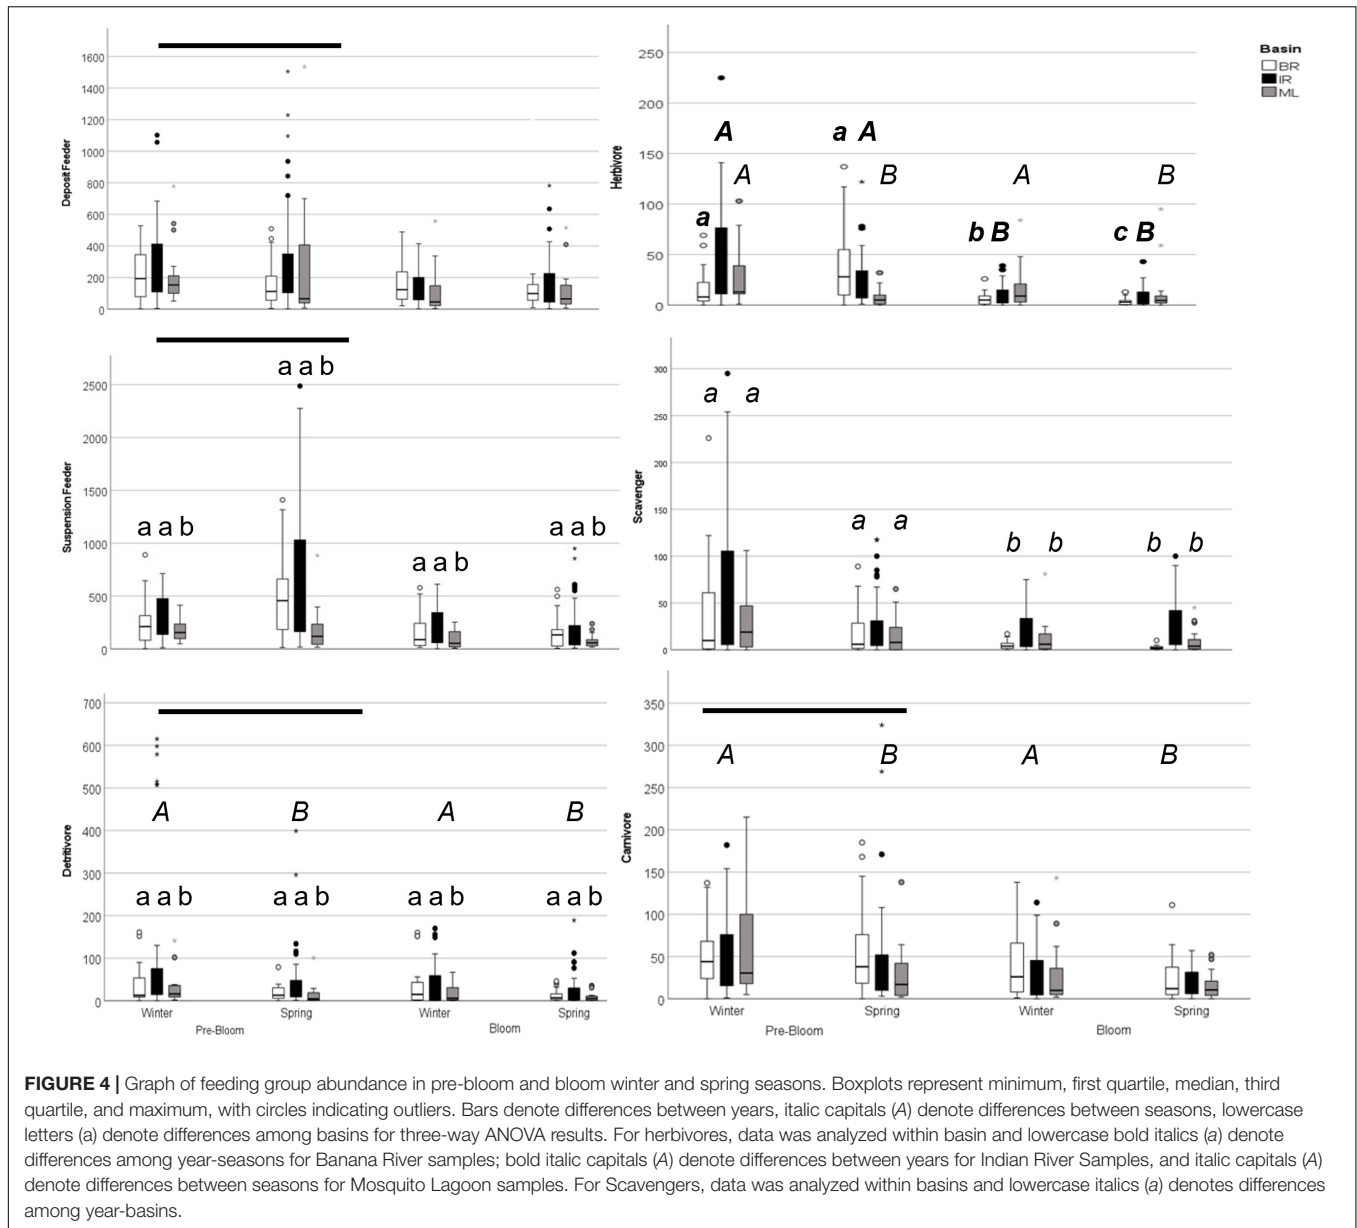 Basin
BR
IR
ML
Deposit Feeder
1600
1400
1200
1000
800
600
400
200
0
Herbivore
250
200
150
100
50
0
A
a A
A
B
A
B
a
b B
c B
Suspension Feeder
2500
2000
1500
1000
500
0
a a b
a a b
a a b
a a b
Scavenger
300
250
200
150
100
50
0
a a
a a
b b
b b
Detritivore
700
600
500
400
300
200
100
0
A B A B
a a b a a b a a b a a b
Winter Spring Winter Spring
Pre-Bloom Bloom
Carnivore
350
300
250
200
150
100
50
0
A B A B
Winter Spring Winter Spring
Pre-Bloom Bloom
FIGURE 4 | Graph of feeding group abundance in pre-bloom and bloom winter and spring seasons. Boxplots represent minimum, first quartile, median, third
quartile, and maximum, with circles indicating outliers. Bars denote differences between years, italic capitals (A) denote differences between seasons, lowercase
letters (a) denote differences among basins for three-way ANOVA results. For herbivores, data was analyzed within basin and lowercase bold italics (a) denote
differences among year-seasons for Banana River samples; bold italic capitals (A) denote differences between years for Indian River Samples, and italic capitals (A)
denote differences between seasons for Mosquito Lagoon samples. For Scavengers, data was analyzed within basins and lowercase italics (a) denotes differences
among year-basins.